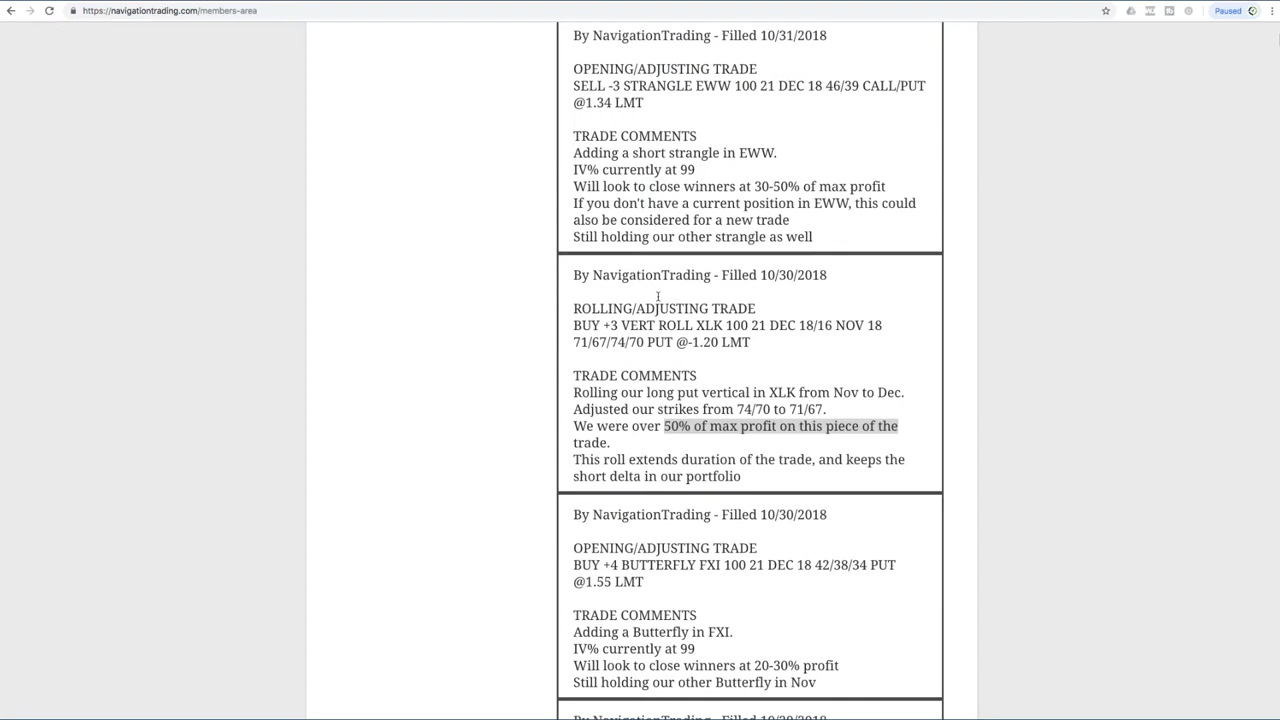 https://navigationtrading.com/members-area
Paused
By NavigationTrading - Filled 10/31/2018
OPENING/ADJUSTING TRADE
SELL -3 STRANGLE EWW 100 21 DEC 18 46/39 CALL/PUT
@1.34 LMT
TRADE COMMENTS
Adding a short strangle in EWW.
IV% currently at 99
Will look to close winners at 30-50% of max profit
If you don't have a current position in EWW, this could
also be considered for a new trade
Still holding our other strangle as well
By NavigationTrading - Filled 10/30/2018
ROLLING/ADJUSTING TRADE
BUY +3 VERT ROLL XLK 100 21 DEC 18/16 NOV 18
71/67/74/70 PUT @-1.20 LMT
TRADE COMMENTS
Rolling our long put vertical in XLK from Nov to Dec.
Adjusted our strikes from 74/70 to 71/67.
We were over 50% of max profit on this piece of the
trade.
This roll extends duration of the trade, and keeps the
short delta in our portfolio
By NavigationTrading - Filled 10/30/2018
OPENING/ADJUSTING TRADE
BUY +4 BUTTERFLY FXI 100 21 DEC 18 42/38/34 PUT
@1.55 LMT
TRADE COMMENTS
Adding a Butterfly in FXI.
IV% currently at 99
Will look to close winners at 20-30% profit
Still holding our other Butterfly in Nov